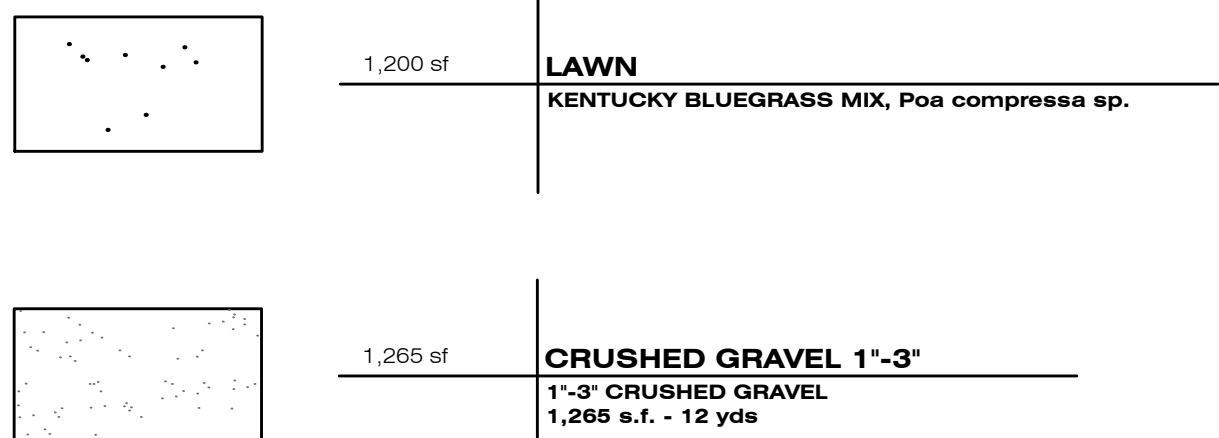 1,200 sf
LAWN
KENTUCKY BLUEGRASS MIX, Poa compressa sp.
1,265 sf
CRUSHED GRAVEL 1"-3"
1"-3" CRUSHED GRAVEL
1,265 s.f. - 12 yds